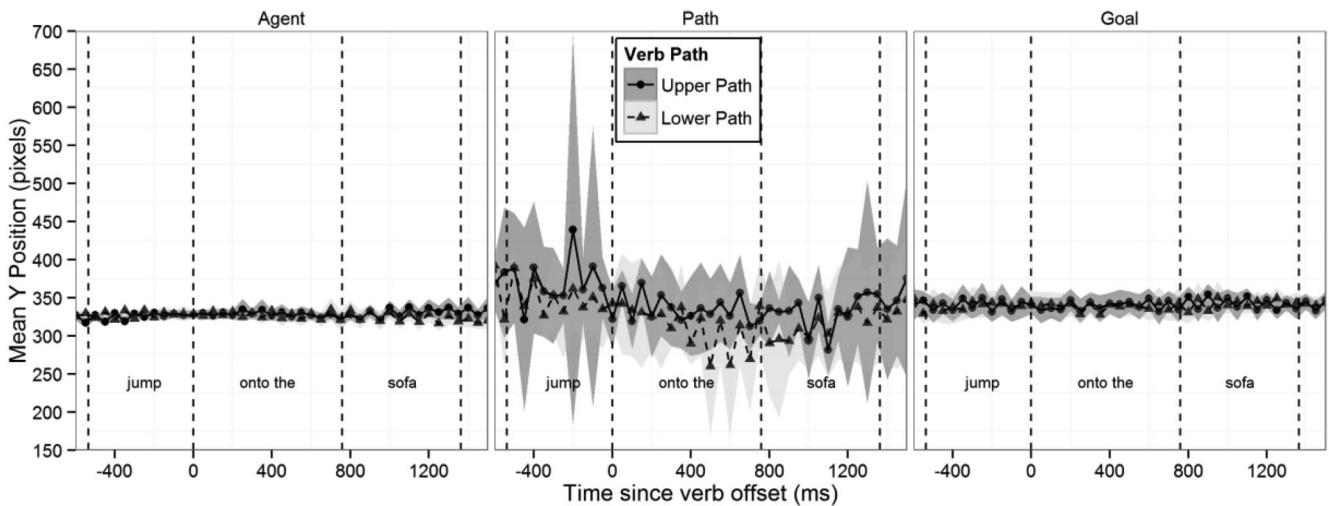 Agent Path Goal
700
650
600
550
500
450
400
350
300
250
200
150
Mean Y Position (pixels)
Verb Path
Upper Path
Lower Path
jump onto the sofa jump onto the sofa jump onto the sofa
-400 0 400 800 1200 -400 0 400 800 1200 -400 0 400 800 1200
Time since verb offset (ms)